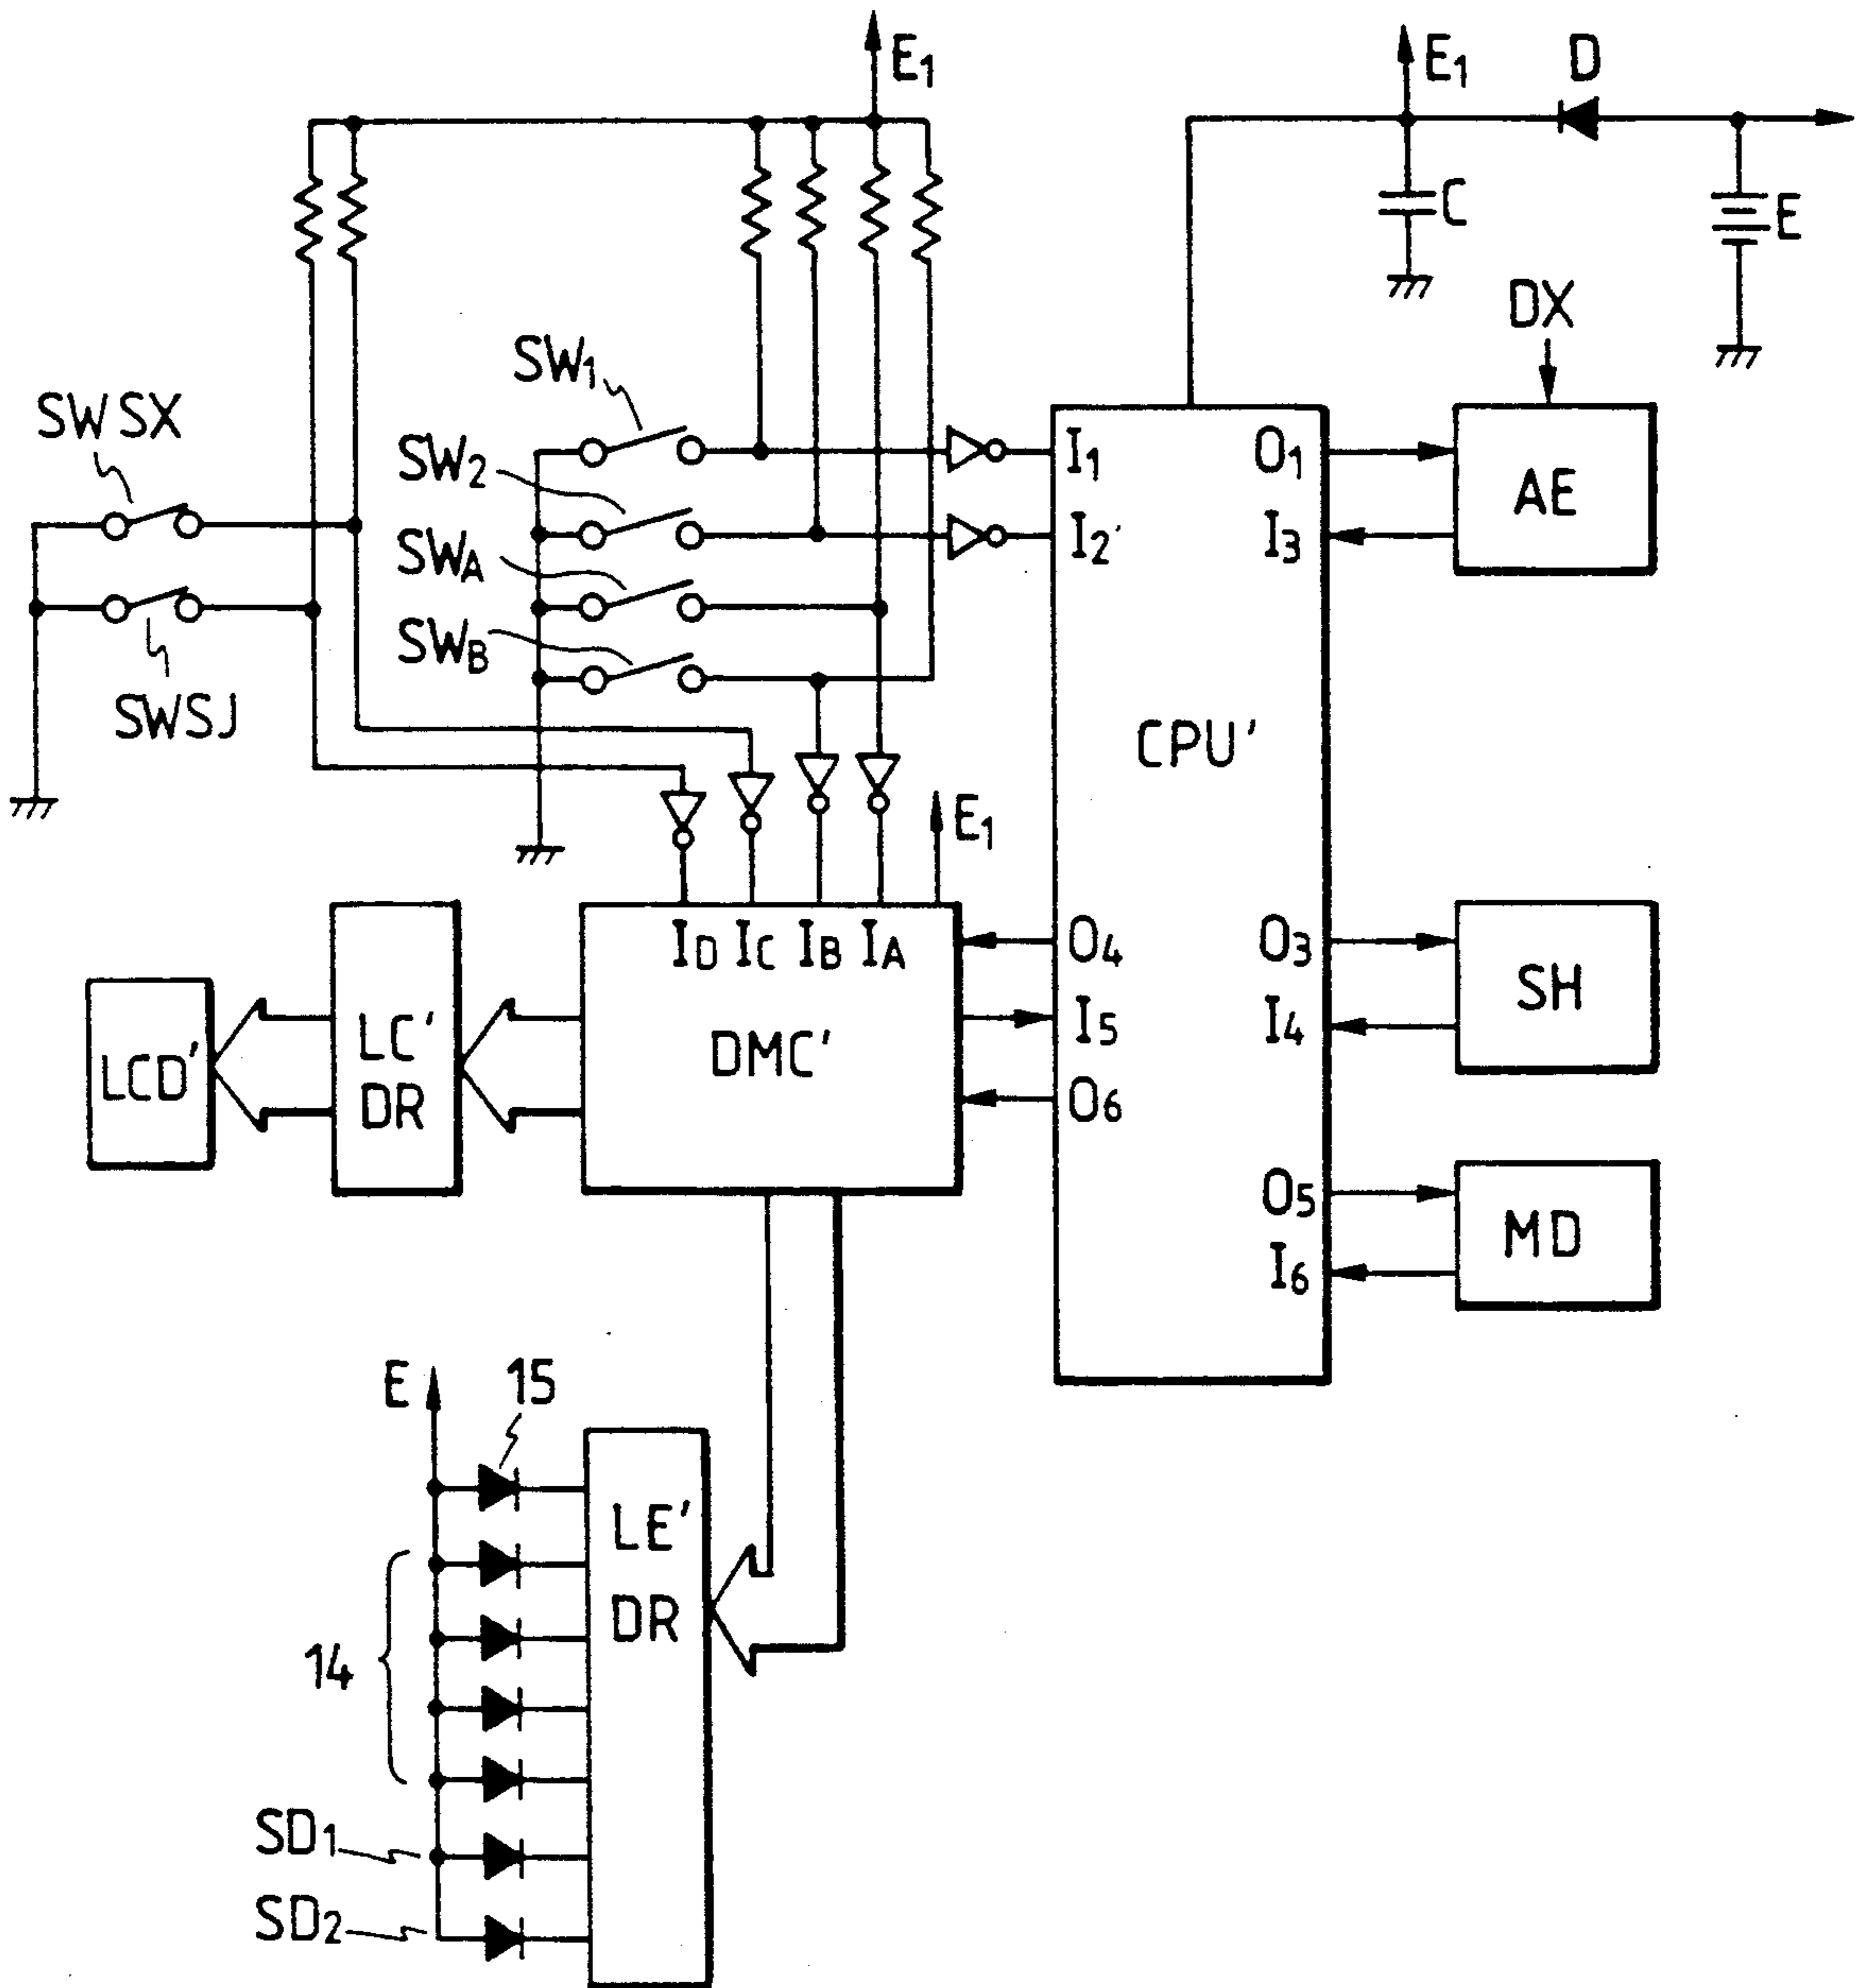 E1
E1
D
C
E
DX
SW1
SWSX
SW2
SWA
SWB
SWSJ
I1
O1
AE
I2
I3
CPU'
E1
ID IC IB IA
O4
O3
SH
LCD'
LC'
DR
DMC'
I5
I4
O6
O5
MD
I6
E
15
LE'
DR
14
SD1
SD2